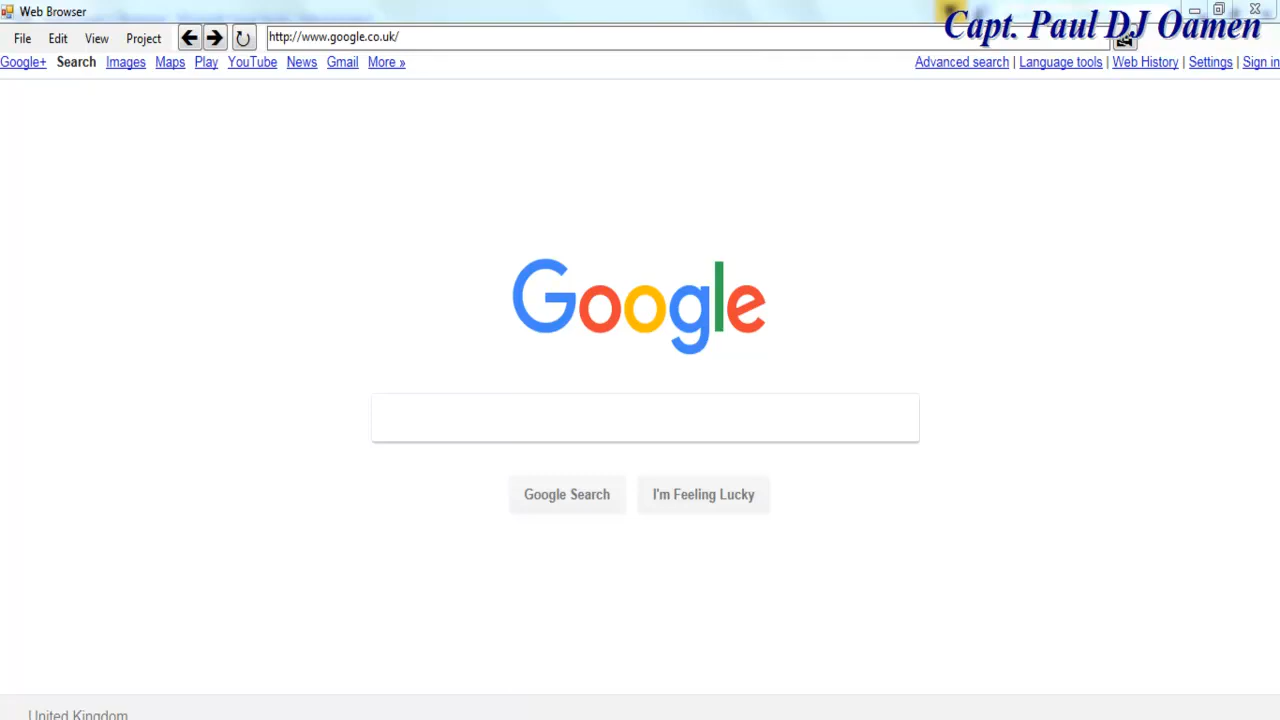 Web Browser
Capt. Paul DJ Oamen
File Edit View Project http://www.google.co.uk/
Google+ Search Images Maps Play YouTube News Gmail More » Advanced search | Language tools | Web History | Settings | Sign in
Google
Google Search I'm Feeling Lucky
United Kingdom